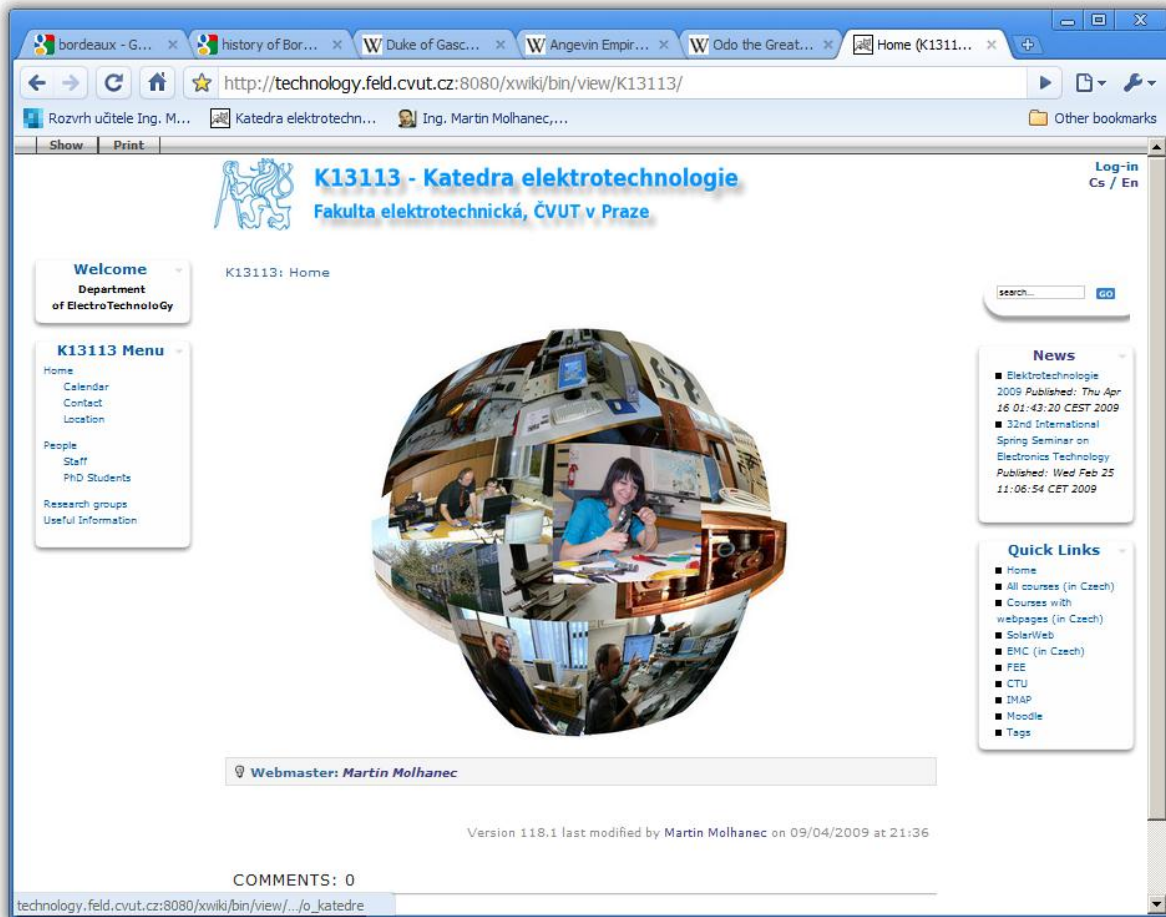 bordeaux - G...
history of Bor...
Duke of Gasc...
Angevin Empir...
Odo the Great...
Home (K1311...
http://technology.feld.cvut.cz:8080/xwiki/bin/view/K13113/
Rozvrh učitele Ing. M...
Katedra elektrotechn...
Ing. Martin Molhanec,...
Other bookmarks
Show Print
K13113 - Katedra elektrotechnologie
Fakulta elektrotechnická, ČVUT v Praze
Log-in
Cs / En
Welcome
Department
of ElectroTechnoloGy
K13113 Menu
Home
Calendar
Contact
Location
People
Staff
PhD Students
Research groups
Useful Information
K13113: Home
search...
GO
News
Elektrotechnologie
2009 Published: Thu Apr
16 01:43:20 CEST 2009
32nd International
Spring Seminar on
Electronics Technology
Published: Wed Feb 25
11:06:54 CET 2009
Quick Links
Home
All courses (in Czech)
Courses with
webpages (in Czech)
SolarWeb
EMC (in Czech)
FEE
CTU
IMAP
Moodle
Tags
Webmaster: Martin Molhanec
Version 118.1 last modified by Martin Molhanec on 09/04/2009 at 21:36
COMMENTS: 0
technology.feld.cvut.cz:8080/xwiki/bin/view/.../o_katedre